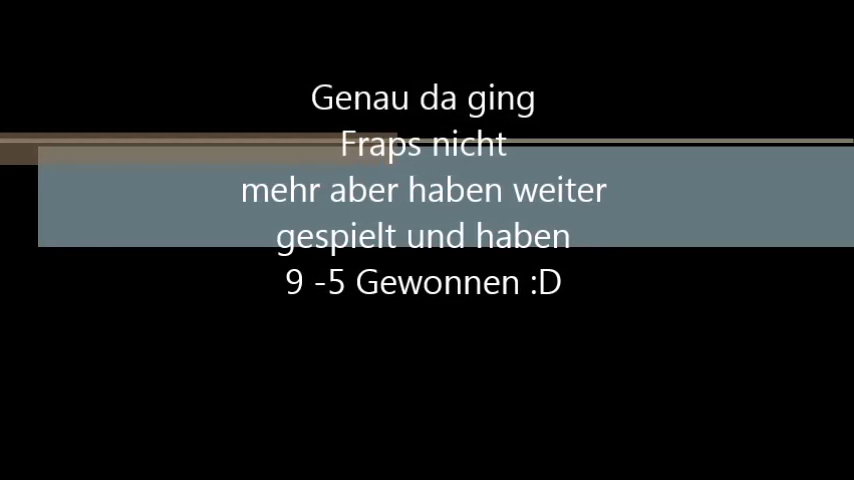 Genau da ging
Fraps nicht
mehr aber haben weiter
gespielt und haben
9 -5 Gewonnen :D